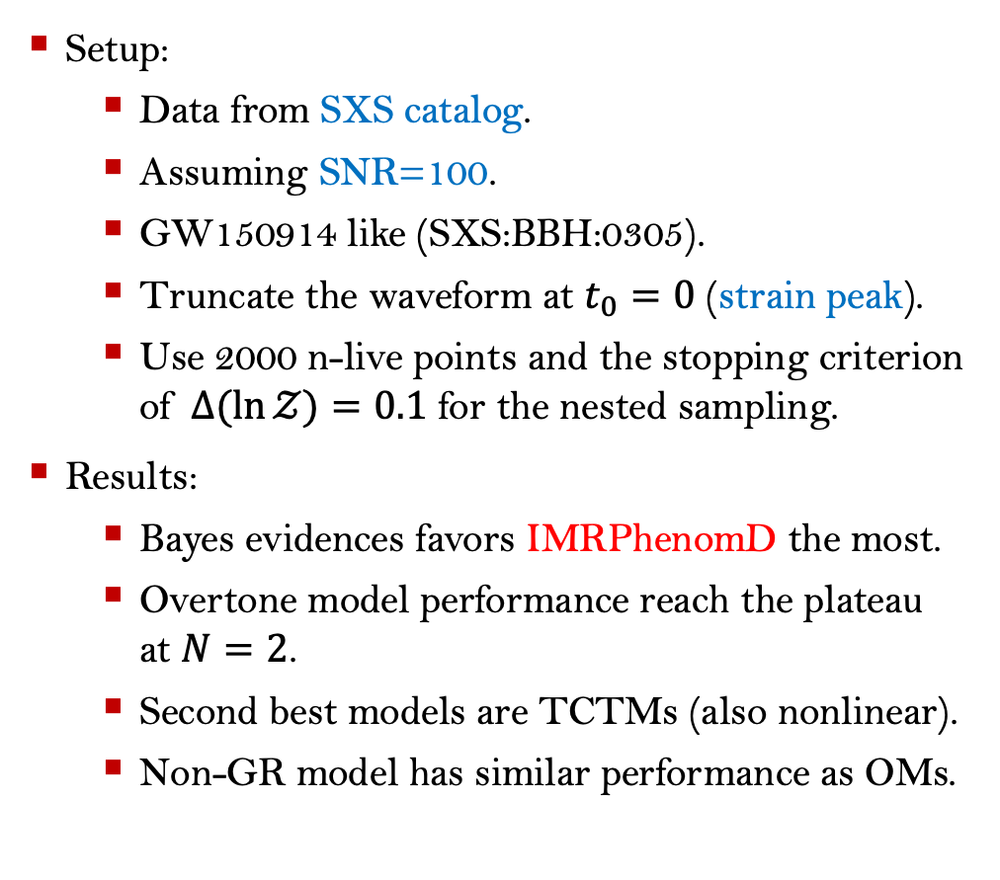 Setup:
Data from SXS catalog.
Assuming SNR=100.
GW150914 like (SXS:BBH:0305).
Truncate the waveform at t₀ = 0 (strain peak).
Use 2000 n-live points and the stopping criterion
of Δ(ln 𝒵) = 0.1 for the nested sampling.
Results:
Bayes evidences favors IMRPhenomD the most.
Overtone model performance reach the plateau
at N = 2.
Second best models are TCTMs (also nonlinear).
Non-GR model has similar performance as OMs.